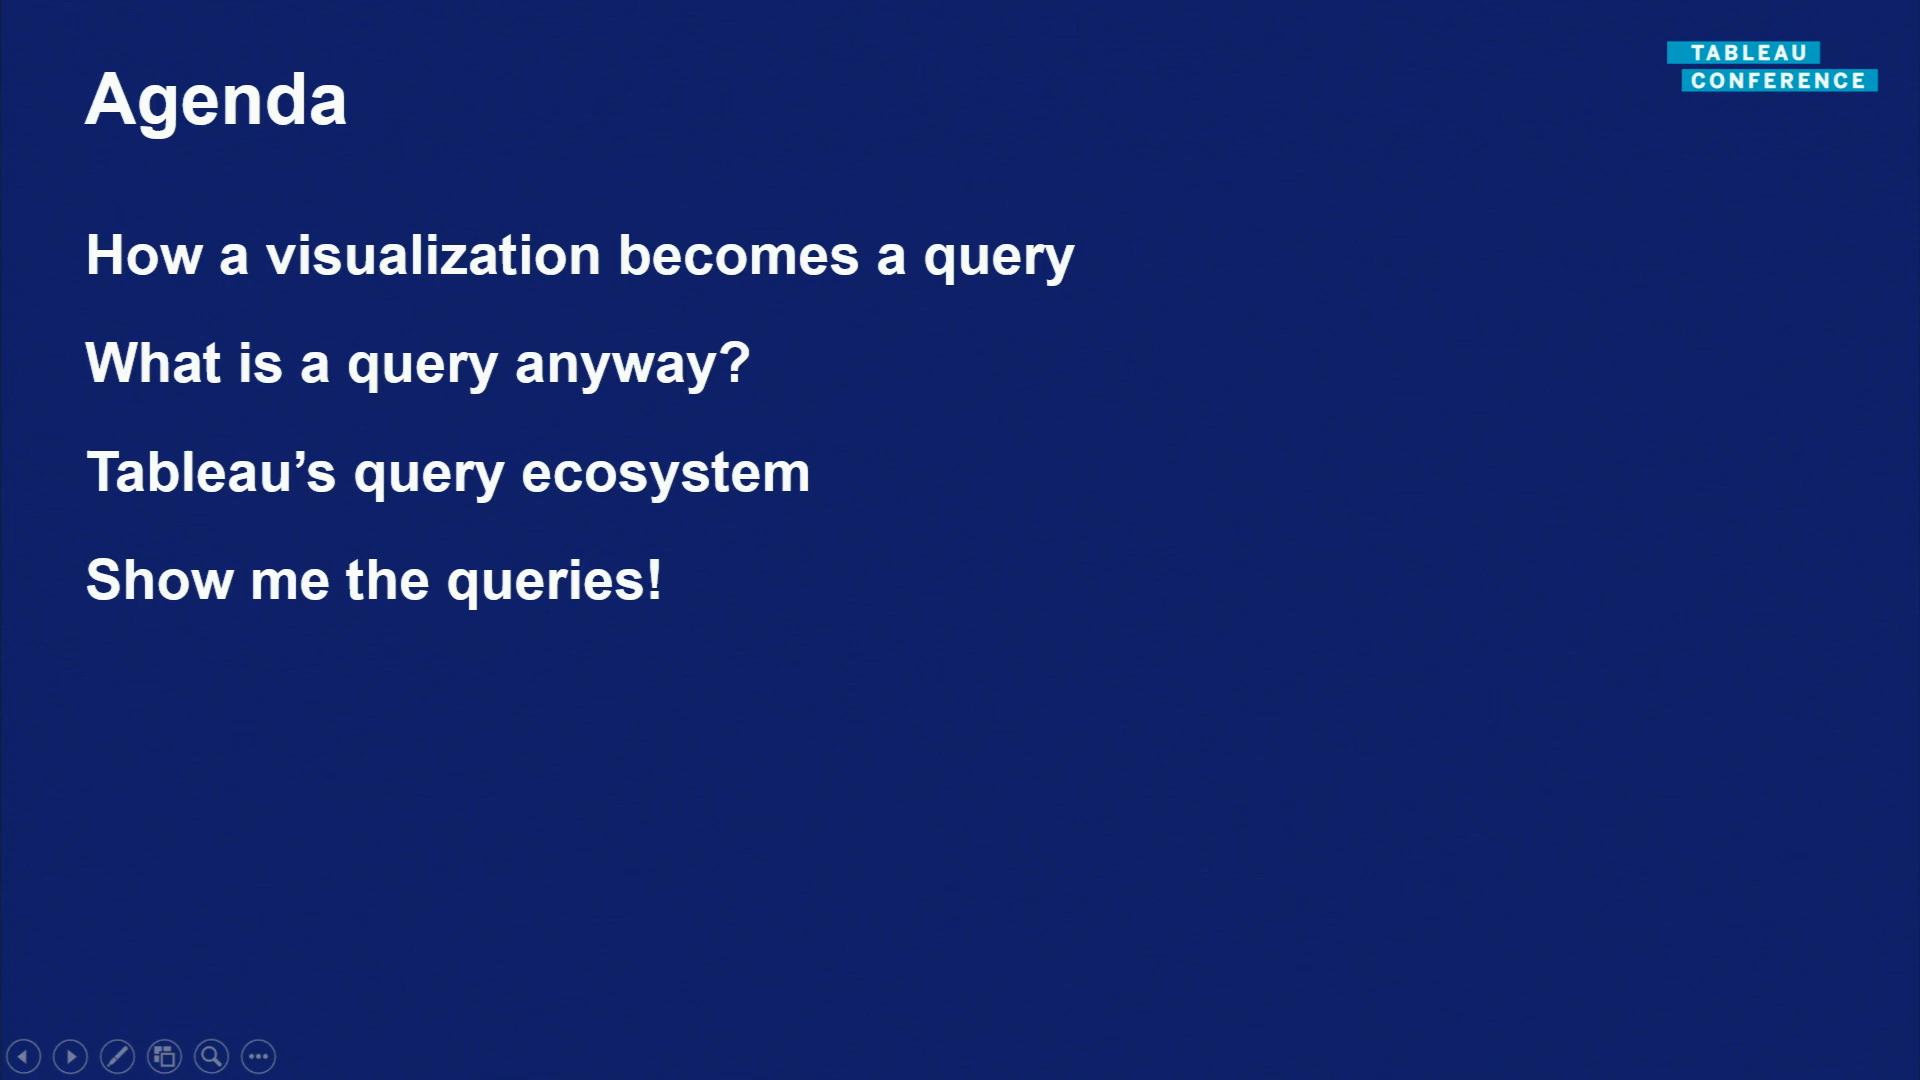 Agenda
TABLEAU
CONFERENCE
How a visualization becomes a query
What is a query anyway?
Tableau’s query ecosystem
Show me the queries!